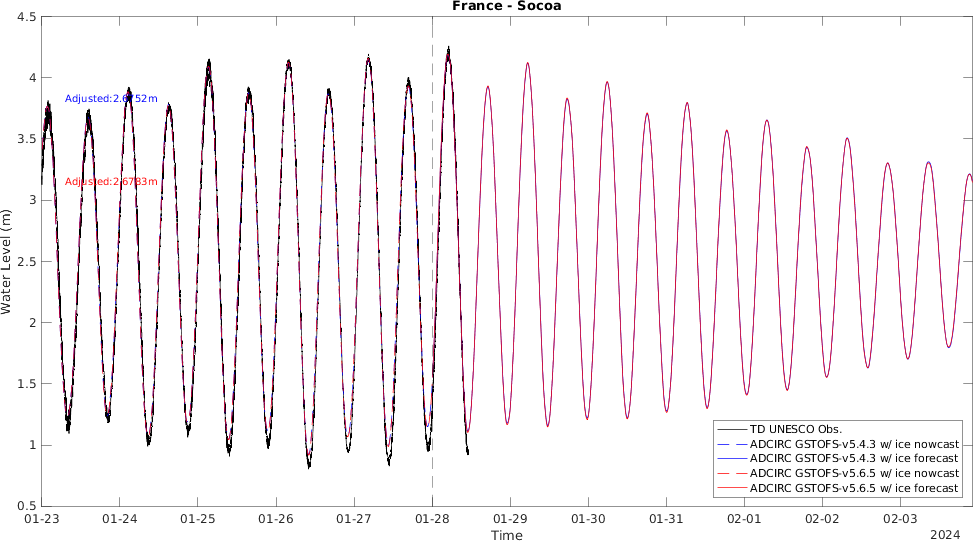 France - Socoa
4.5
4
3.5
3
2.5
2
1.5
1
0.5
Water Level (m)
Adjusted:2.6752m
Adjusted:2.6783m
TD UNESCO Obs.
ADCIRC GSTOFS-v5.4.3 w/ ice nowcast
ADCIRC GSTOFS-v5.4.3 w/ ice forecast
ADCIRC GSTOFS-v5.6.5 w/ ice nowcast
ADCIRC GSTOFS-v5.6.5 w/ ice forecast
01-23 01-24 01-25 01-26 01-27 01-28 01-29 01-30 01-31 02-01 02-02 02-03
Time
2024